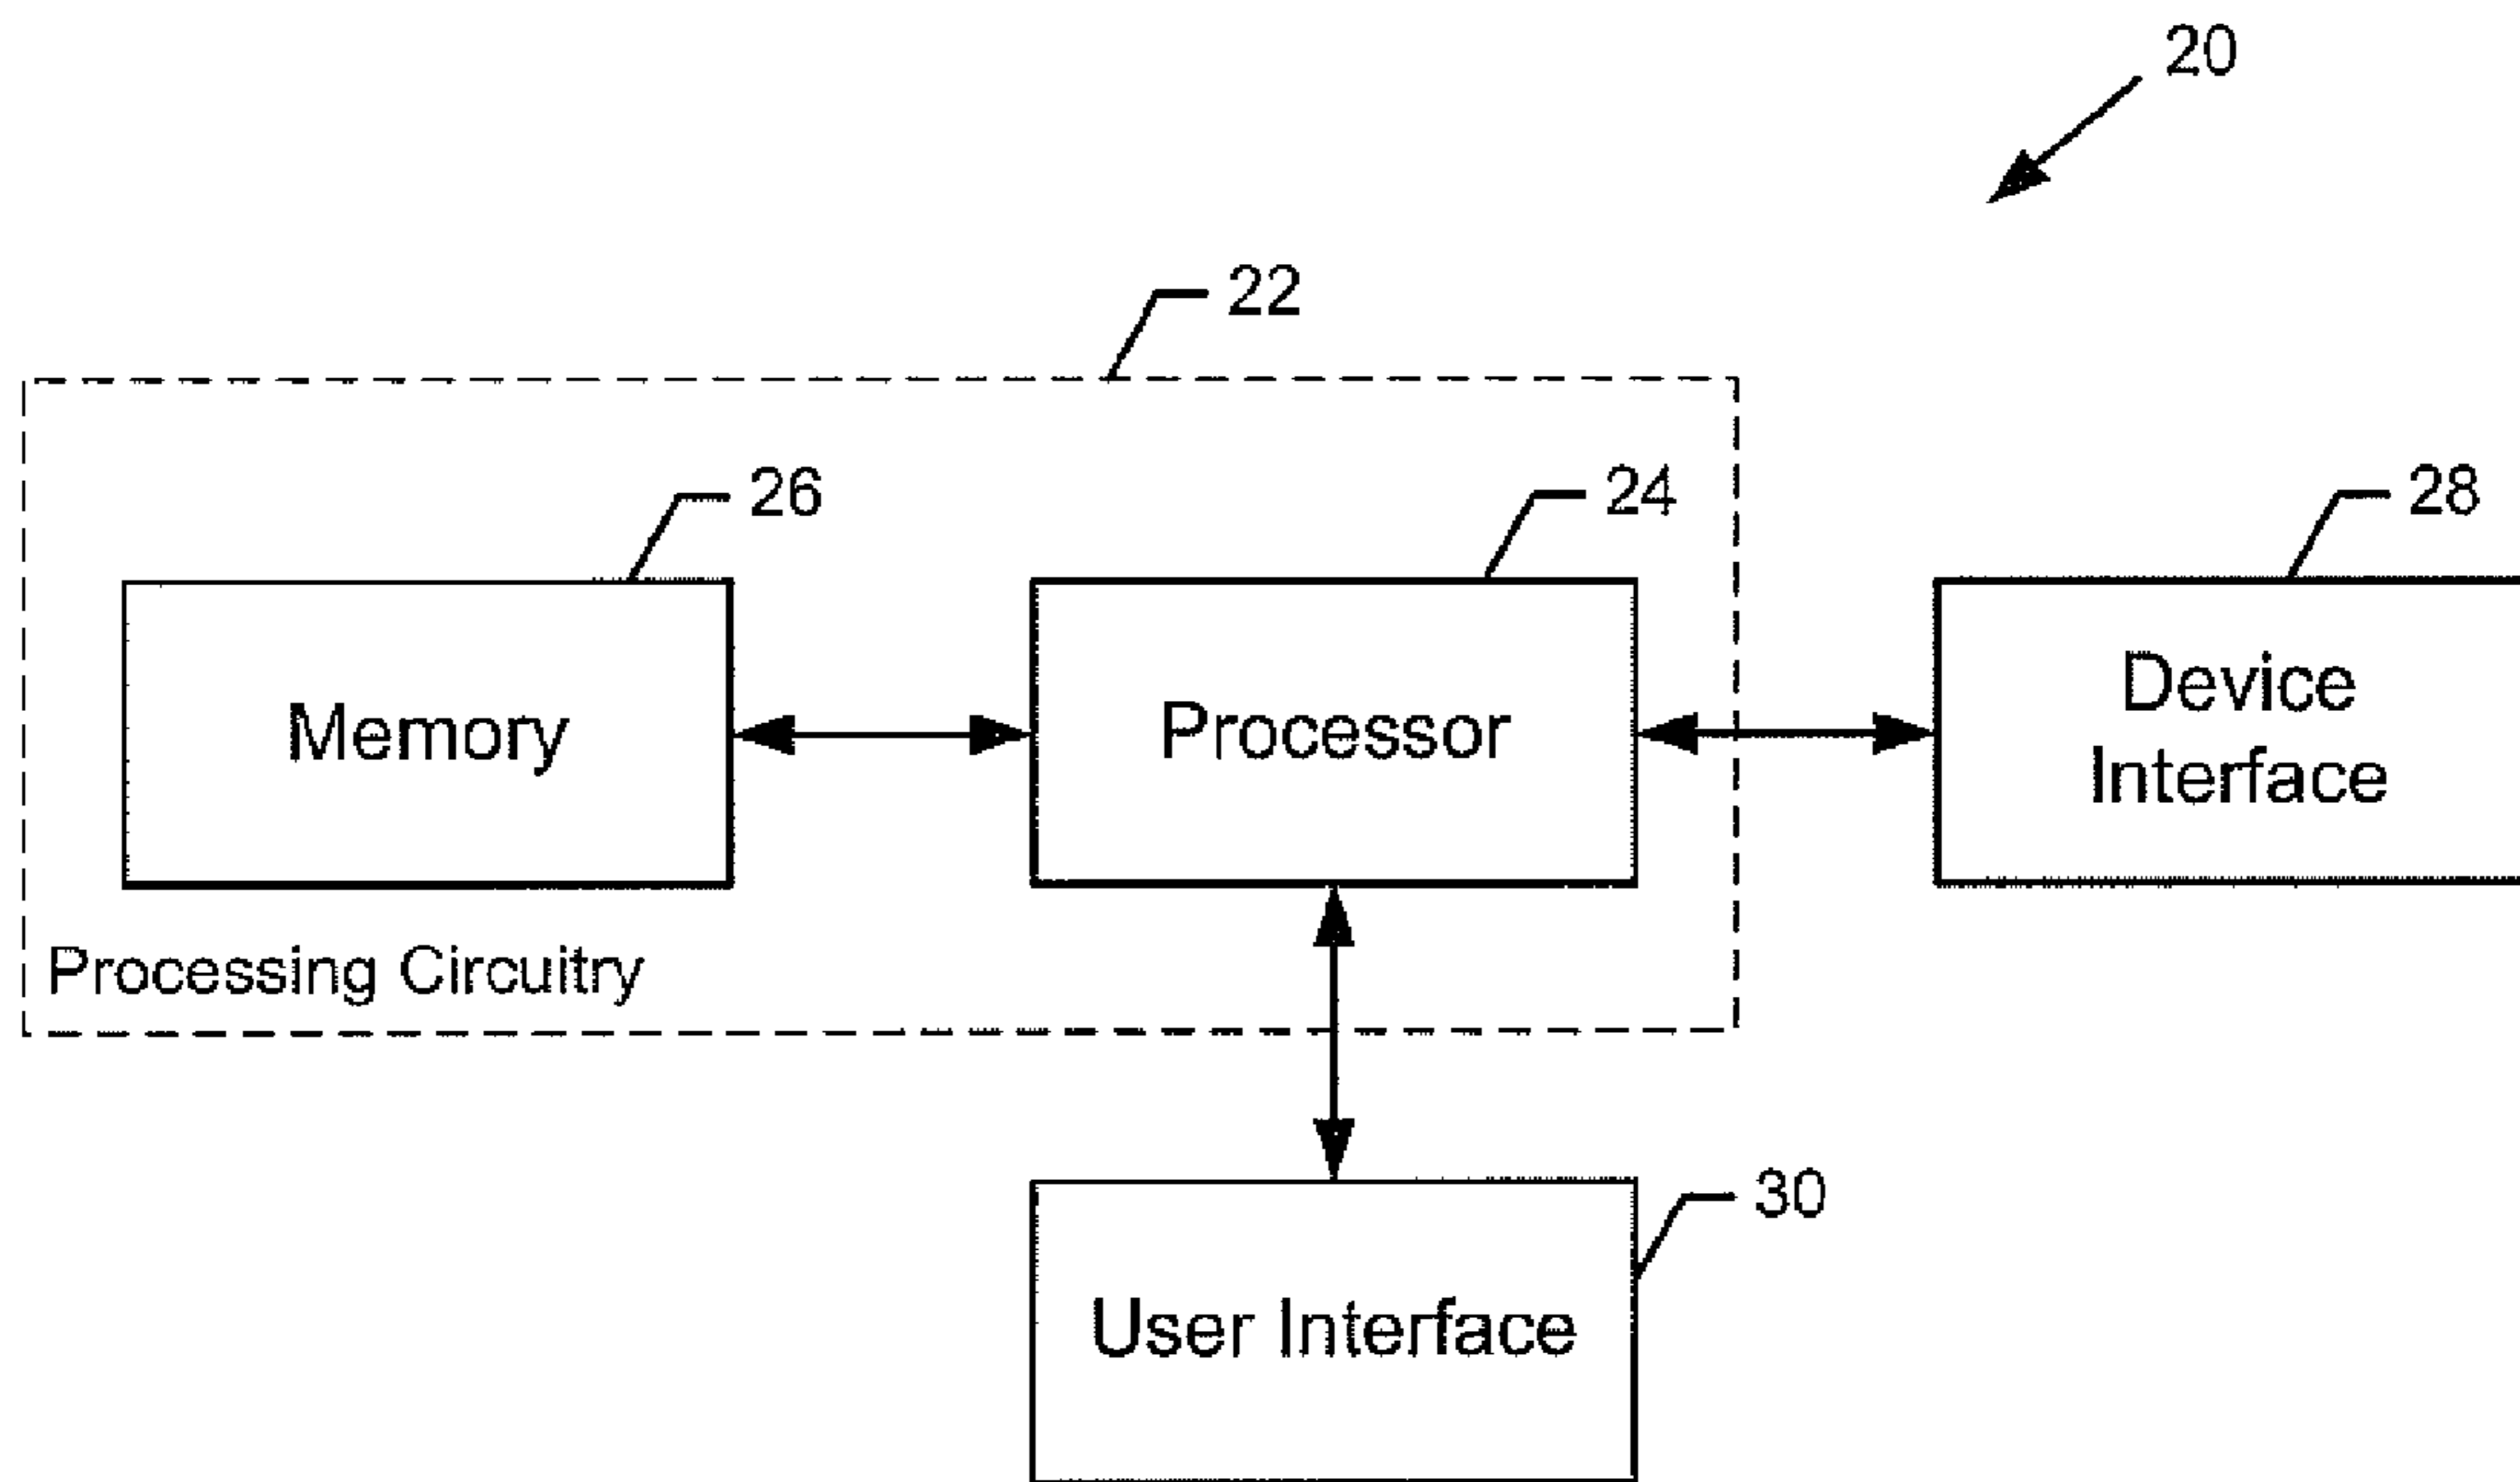 20
22
26
24
28
Memory
Processor
Device
Interface
Processing Circuitry
30
User Interface